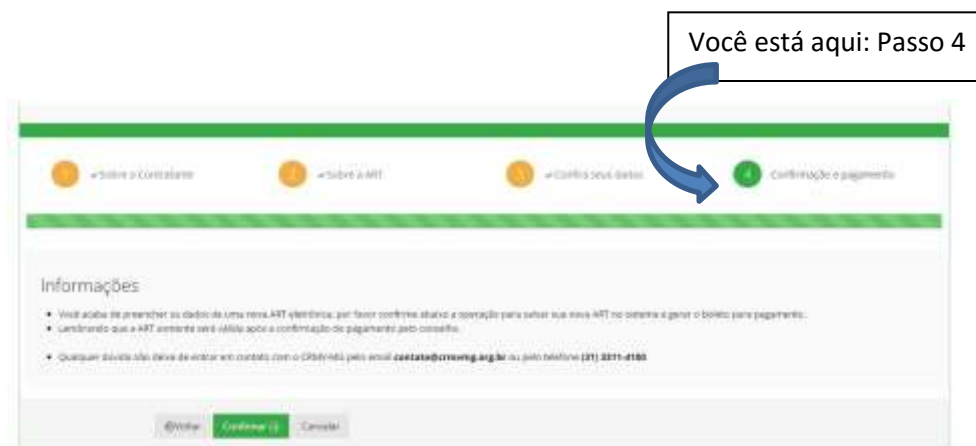 Você está aqui: Passo 4
1 ✔Sobre o Contratante 2 ✔Sobre a ART 3 ✔Confira seus dados 4 Confirmação e pagamento
Informações
• Você acaba de preencher os dados de uma nova ART eletrônica, por favor confirme abaixo a operação para salvar sua nova ART no sistema e gerar o boleto para pagamento.
• Lembrando que a ART somente será válida após a confirmação do pagamento pelo conselho.
• Qualquer dúvida não deixe de entrar em contato com o CRMV-MG pelo email contato@crmvmg.org.br ou pelo telefone
Voltar Confirmar Cancelar